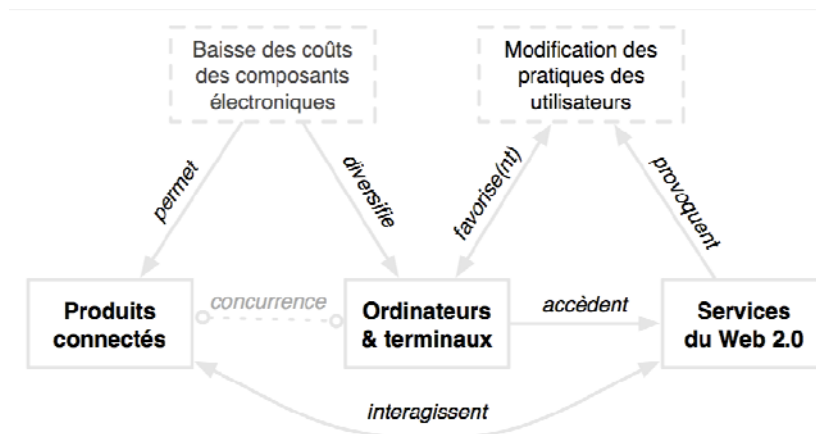 Baisse des coûts
des composants
électroniques
Modification des
pratiques des
utilisateurs
permet
diversifie
favorise(nt)
provoquent
Produits
connectés
concurrence
Ordinateurs
& terminaux
accèdent
Services
du Web 2.0
interagissent